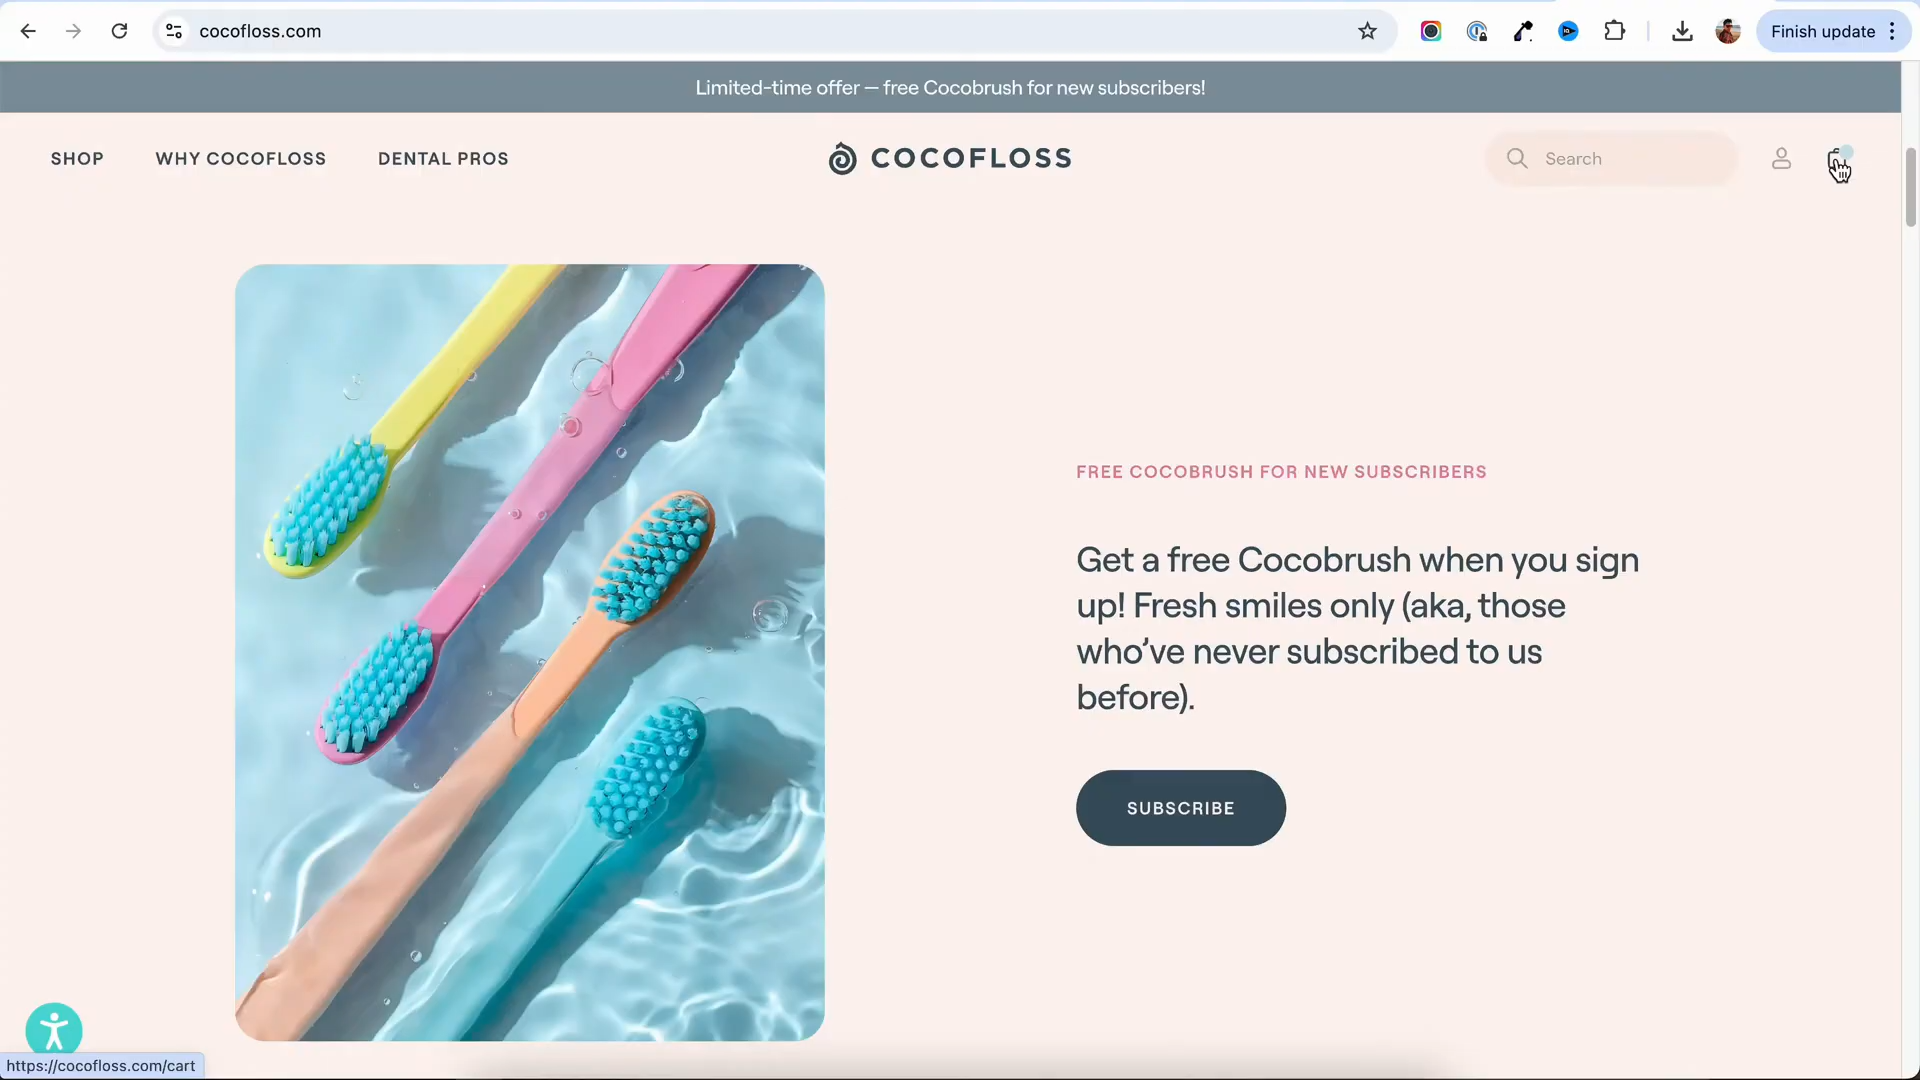 cocofloss.com
Finish update
Limited-time offer — free Cocobrush for new subscribers!
SHOP
WHY COCOFLOSS
DENTAL PROS
COCOFLOSS
Search
FREE COCOBRUSH FOR NEW SUBSCRIBERS
Get a free Cocobrush when you sign
up! Fresh smiles only (aka, those
who’ve never subscribed to us
before).
SUBSCRIBE
https://cocofloss.com/cart